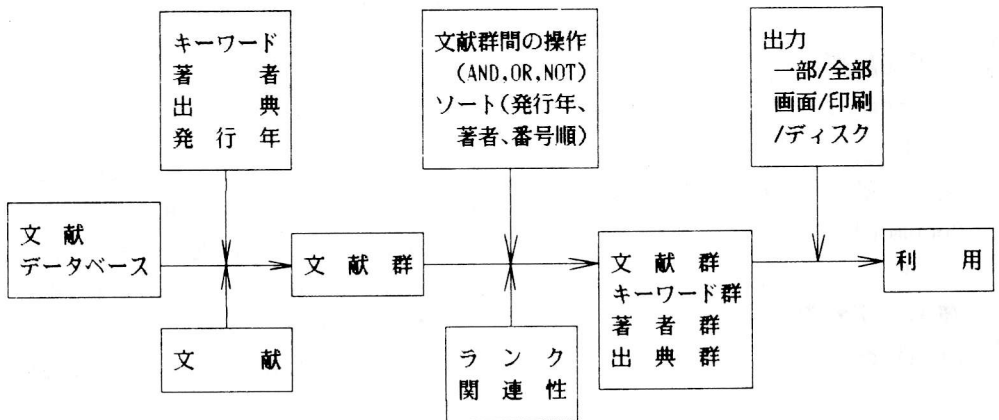 キーワード
著者
出典
発行年
文献群間の操作
(AND,OR,NOT)
ソート(発行年、
著者、番号順)
出力
一部/全部
画面/印刷
/ディスク
文献
データベース
文献群
文献群
キーワード群
著者群
出典群
利用
文献
ランク
関連性